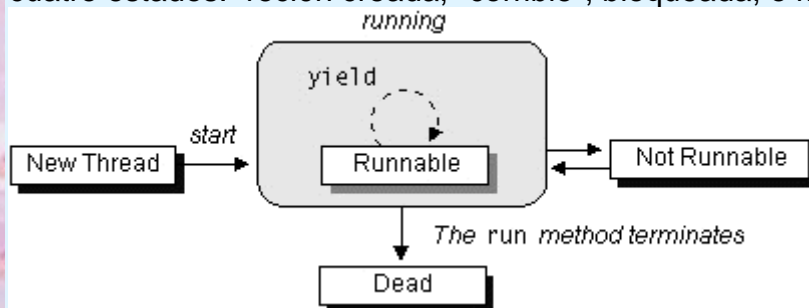 running
yield
start
New Thread
Runnable
Not Runnable
The run method terminates
Dead